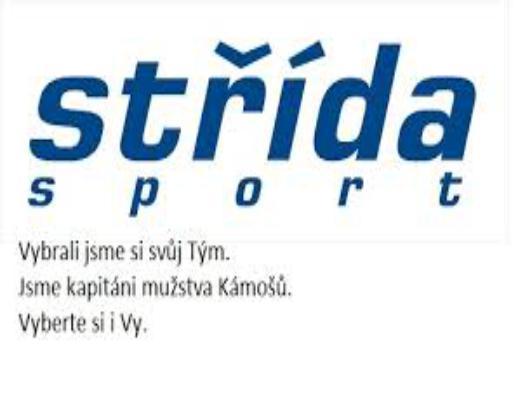 střída
sport
Vybrali jsme si svůj Tým.
Jsme kapitáni mužstva Kámošů.
Vyberte si i Vy.